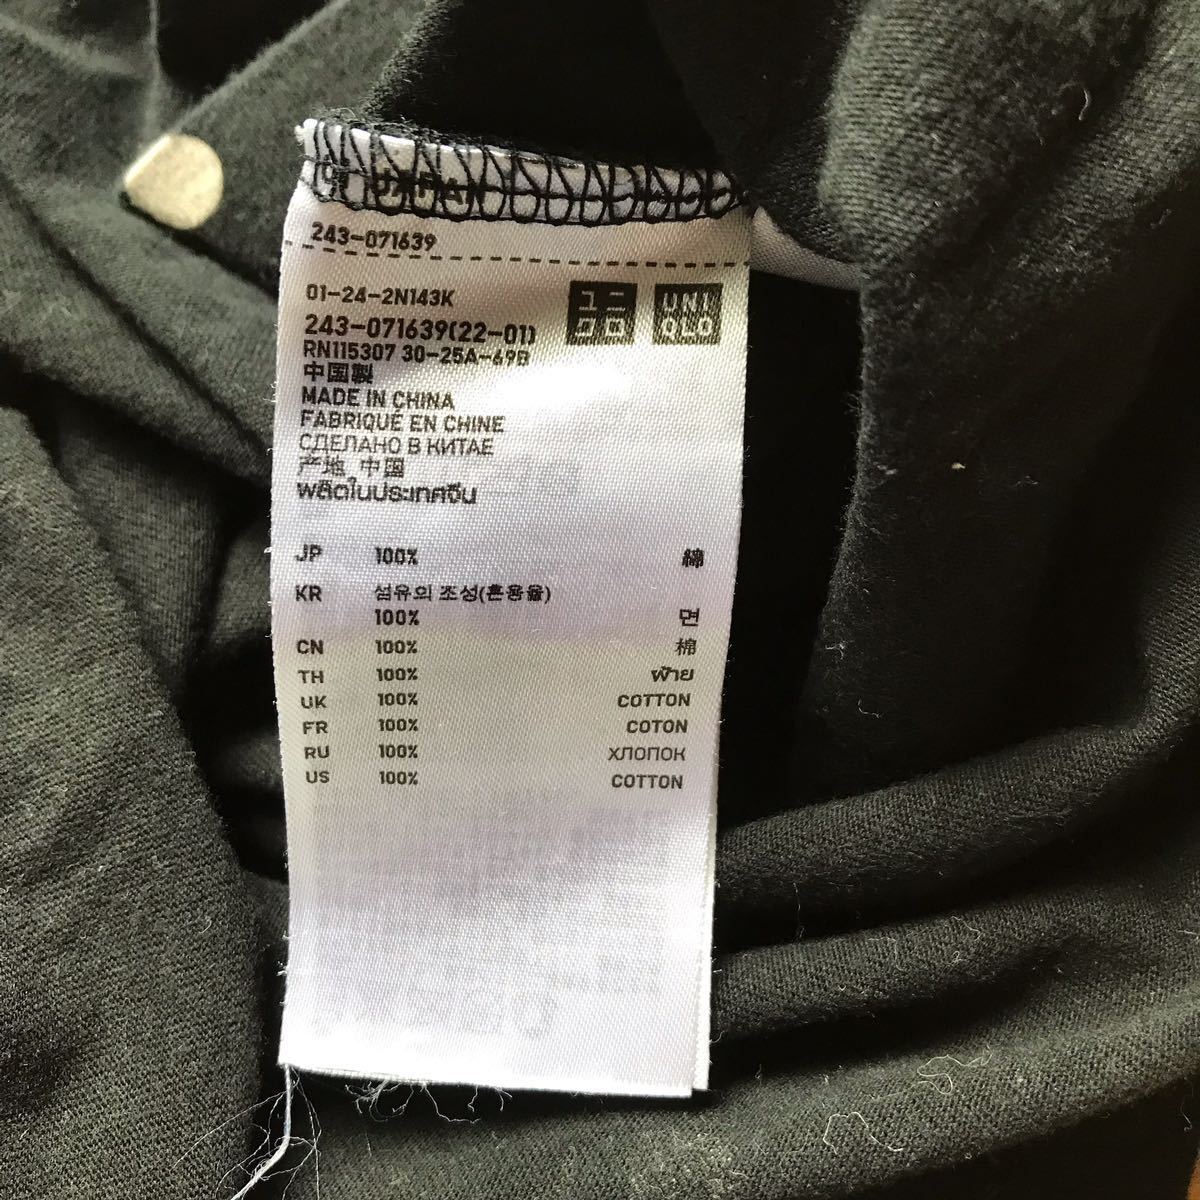 243-071639
01-24-2N143K
ユニクロ
UNIQLO
243-071639(22-01)
RN115307 30-25A-69B
中国製
MADE IN CHINA
FABRIQUÉ EN CHINE
СДЕЛАНО В КИТАЕ
产地 中国
ผลิตในประเทศจีน
JP 100% 綿
KR 섬유의 조성(혼용율)
100% 면
CN 100% 棉
TH 100% ฝ้าย
UK 100% COTTON
FR 100% COTON
RU 100% ХЛОПОК
US 100% COTTON